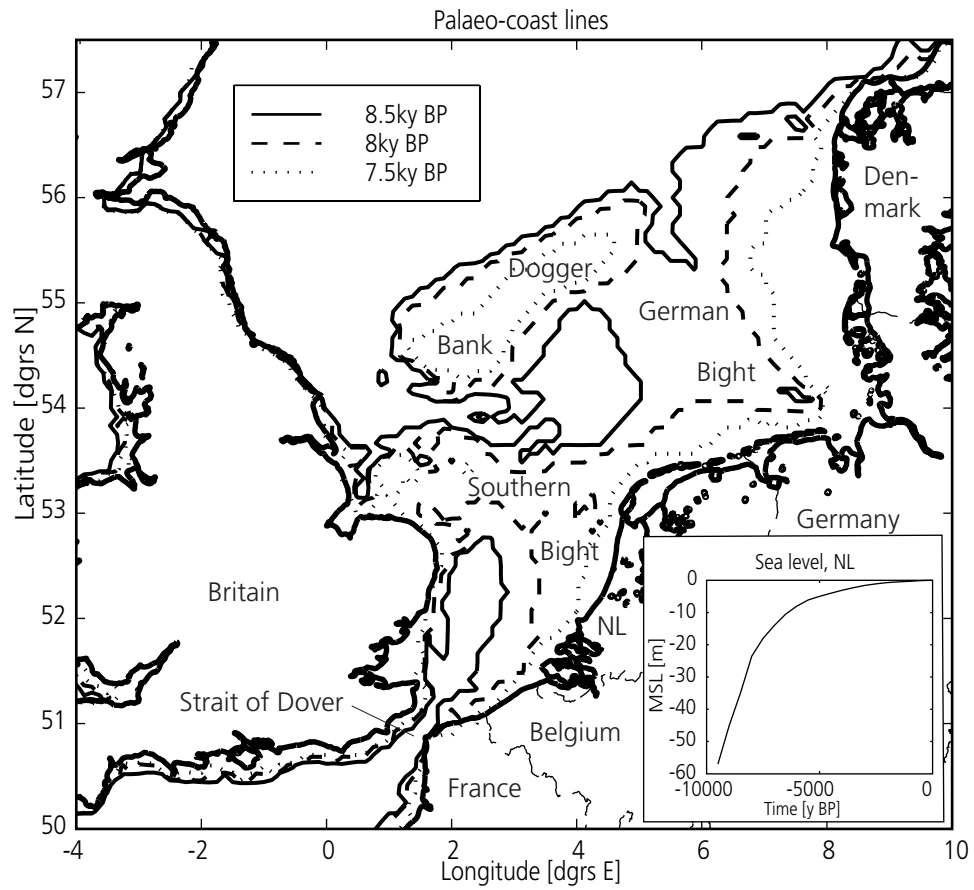 Palaeo-coast lines
57
56
55
54
53
52
51
50
Latitude [dgrs N]
8.5ky BP
8ky BP
7.5ky BP
Den-
mark
Dogger
Bank
German
Bight
Southern
Bight
Germany
Britain
NL
Strait of Dover
Belgium
France
Sea level, NL
0
-10
-20
-30
-40
-50
-60
MSL [m]
-10000
-5000
0
Time [y BP]
-4
-2
0
2
4
6
8
10
Longitude [dgrs E]